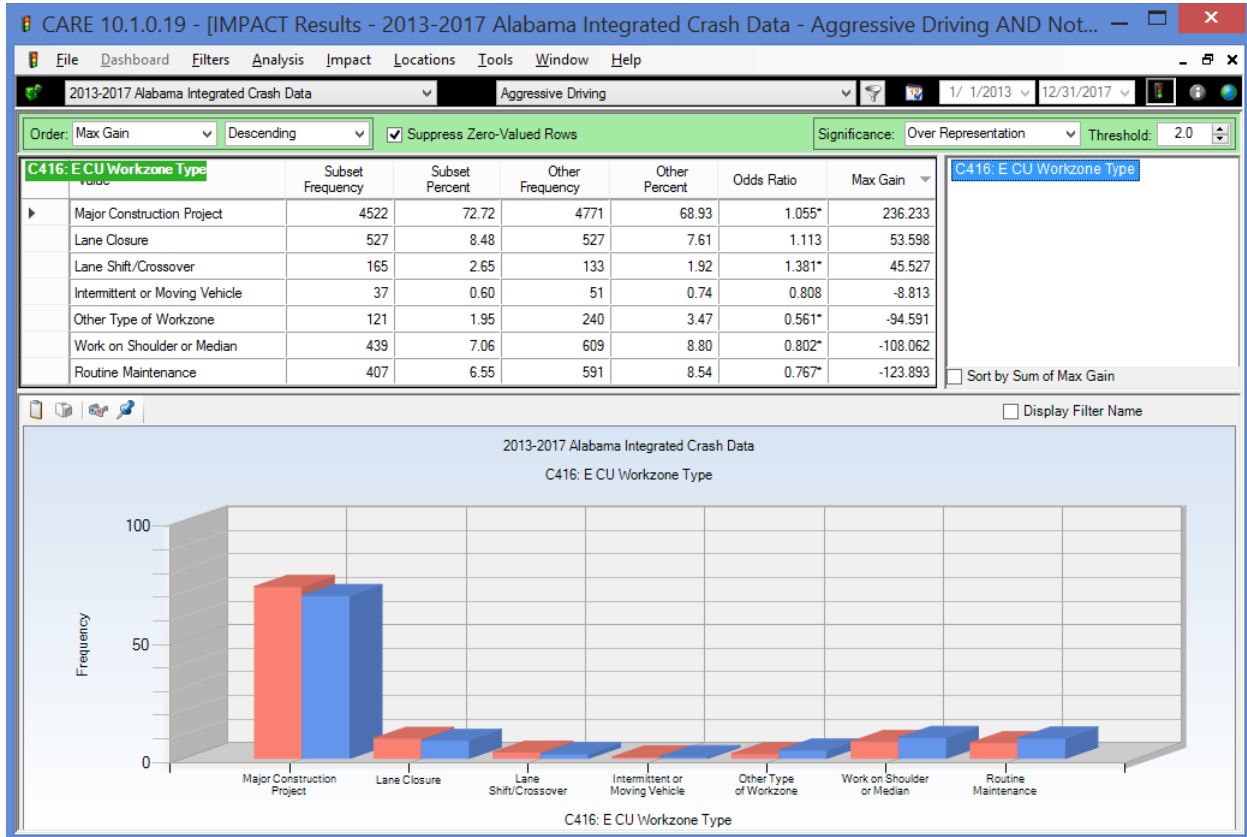 CARE 10.1.0.19 - [IMPACT Results - 2013-2017 Alabama Integrated Crash Data - Aggressive Driving AND Not...
File Dashboard Filters Analysis Impact Locations Tools Window Help
2013-2017 Alabama Integrated Crash Data Aggressive Driving 1/ 1/2013 12/31/2017
Order: Max Gain Descending Suppress Zero-Valued Rows Significance: Over Representation Threshold: 2.0
C416: E CU Workzone Type Subset Frequency Subset Percent Other Frequency Other Percent Odds Ratio Max Gain C416: E CU Workzone Type
Major Construction Project 4522 72.72 4771 68.93 1.055* 236.233
Lane Closure 527 8.48 527 7.61 1.113 53.598
Lane Shift/Crossover 165 2.65 133 1.92 1.381* 45.527
Intermittent or Moving Vehicle 37 0.60 51 0.74 0.808 -8.813
Other Type of Workzone 121 1.95 240 3.47 0.561* -94.591
Work on Shoulder or Median 439 7.06 609 8.80 0.802* -108.062
Routine Maintenance 407 6.55 591 8.54 0.767* -123.893
Sort by Sum of Max Gain
Display Filter Name
2013-2017 Alabama Integrated Crash Data
C416: E CU Workzone Type
100
50
0
Frequency
Major Construction Project
Lane Closure
Lane Shift/Crossover
Intermittent or Moving Vehicle
Other Type of Workzone
Work on Shoulder or Median
Routine Maintenance
C416: E CU Workzone Type